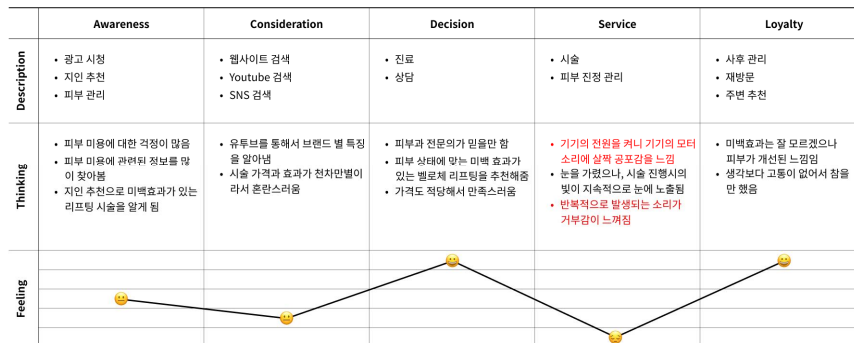 Awareness
Consideration
Decision
Service
Loyalty
Description
• 광고 시청
• 지인 추천
• 피부 관리
• 웹사이트 검색
• Youtube 검색
• SNS 검색
• 진료
• 상담
• 시술
• 피부 진정 관리
• 사후 관리
• 재방문
• 주변 추천
Thinking
• 피부 미용에 대한 걱정이 많음
• 피부 미용에 관련된 정보를 많
이 찾아봄
• 지인 추천으로 미백효과가 있는
리프팅 시술을 알게 됨
• 유투브를 통해서 브랜드 별 특징
을 알아냄
• 시술 가격과 효과가 천차만별이
라서 혼란스러움
• 피부과 전문의가 믿을만 함
• 피부 상태에 맞는 미백 효과가
있는 벨로체 리프팅을 추천해줌
• 가격도 적당해서 만족스러움
• 기기의 전원을 켜니 기기의 모터
소리에 살짝 공포감을 느낌
• 눈을 가렸으나, 시술 진행시의
빛이 지속적으로 눈에 노출됨
• 반복적으로 발생되는 소리가
거부감이 느껴짐
• 미백효과는 잘 모르겠으나
피부가 개선된 느낌임
• 생각보다 고통이 없어서 참을
만 했음
Feeling